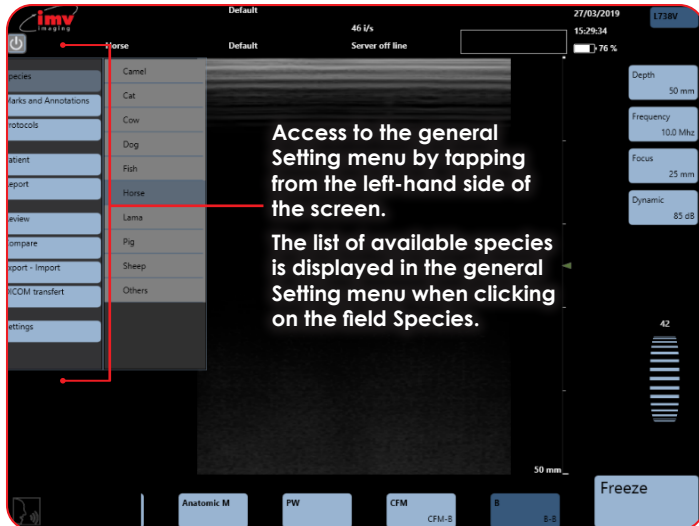 imv
imaging
Default
27/03/2019
L738V
46 i/s
15:29:34
Horse
Default
Server off line
76 %
pecies
Camel
Depth
50 mm
Cat
Marks and Annotations
Cow
Frequency
10.0 Mhz
rotocols
Dog
Access to the general
Setting menu by tapping
from the left-hand side of
the screen.
atient
Fish
Focus
25 mm
eport
Horse
Dynamic
85 dB
eview
Lama
ompare
Pig
The list of available species
is displayed in the general
Setting menu when clicking
on the field Species.
xport - Import
Sheep
ICOM transfert
Others
ettings
42
50 mm
Freeze
Anatomic M
PW
CFM
CFM-B
B
B-B